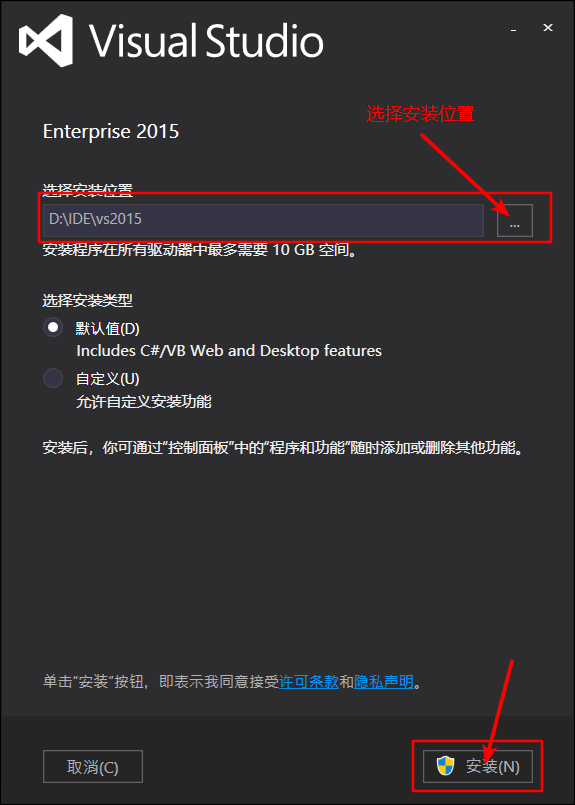 Visual Studio
选择安装位置
Enterprise 2015
选择安装位置
D:\IDE\vs2015
...
安装程序在所有驱动器中最多需要 10 GB 空间。
选择安装类型
默认值(D)
Includes C#/VB Web and Desktop features
自定义(U)
允许自定义安装功能
安装后，你可通过“控制面板”中的“程序和功能”随时添加或删除其他功能。
单击“安装”按钮，即表示我同意接受许可条款和隐私声明。
取消(C)
安装(N)